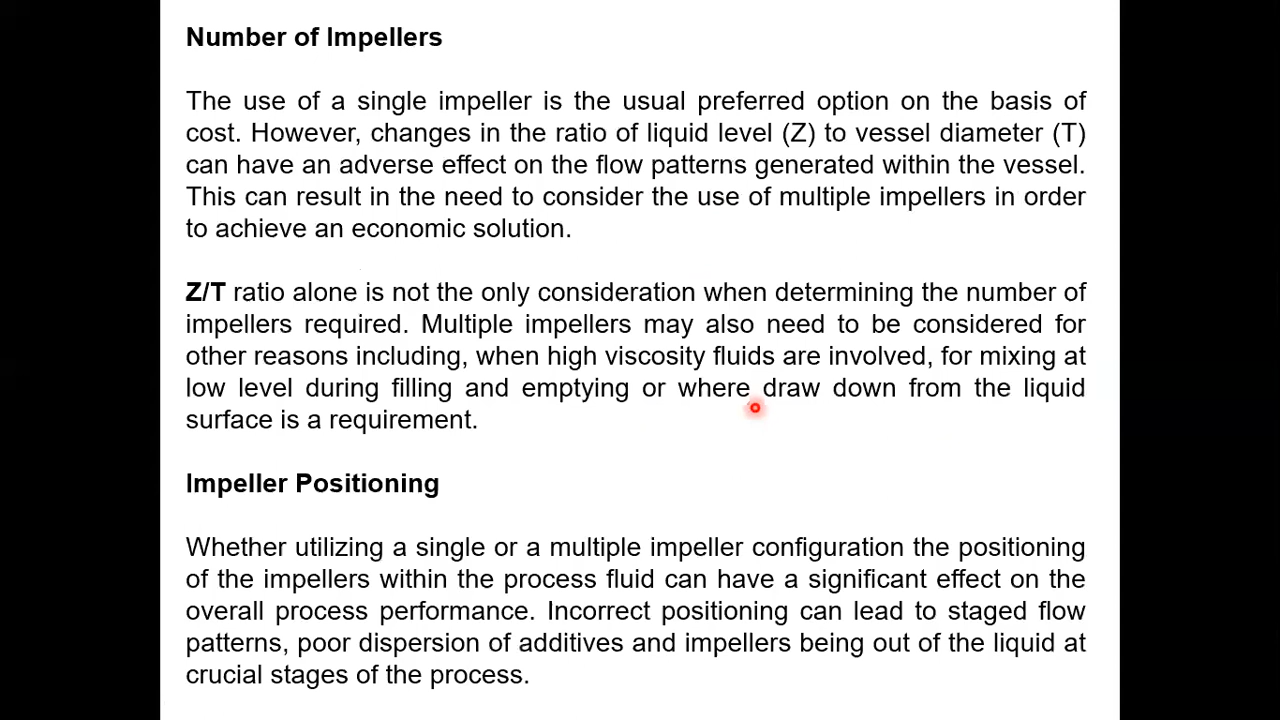 Number of Impellers
The use of a single impeller is the usual preferred option on the basis of
cost. However, changes in the ratio of liquid level (Z) to vessel diameter (T)
can have an adverse effect on the flow patterns generated within the vessel.
This can result in the need to consider the use of multiple impellers in order
to achieve an economic solution.
Z/T ratio alone is not the only consideration when determining the number of
impellers required. Multiple impellers may also need to be considered for
other reasons including, when high viscosity fluids are involved, for mixing at
low level during filling and emptying or where draw down from the liquid
surface is a requirement.
Impeller Positioning
Whether utilizing a single or a multiple impeller configuration the positioning
of the impellers within the process fluid can have a significant effect on the
overall process performance. Incorrect positioning can lead to staged flow
patterns, poor dispersion of additives and impellers being out of the liquid at
crucial stages of the process.